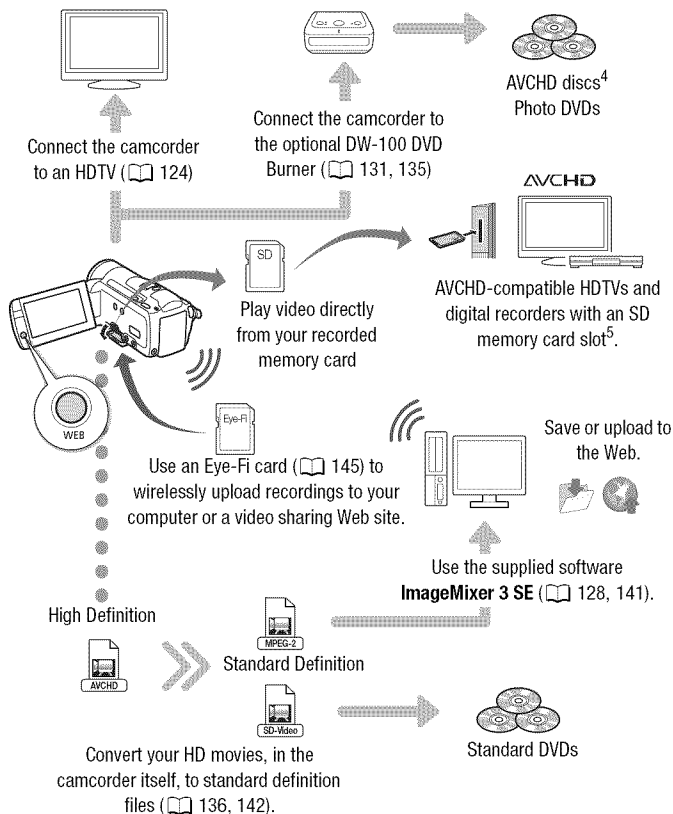 AVCHD discs4
Photo DVDs
Connect the camcorder
to an HDTV ( 124)
Connect the camcorder to
the optional DW-100 DVD
Burner ( 131, 135)
AVCHD
SD
Play video directly
from your recorded
memory card
AVCHD-compatible HDTVs and
digital recorders with an SD
memory card slot5.
WEB
Eye-Fi
Use an Eye-Fi card ( 145) to
wirelessly upload recordings to your
computer or a video sharing Web site.
Save or upload to
the Web.
Use the supplied software
ImageMixer 3 SE ( 128, 141).
High Definition
AVCHD
MPEG-2
Standard Definition
SD-Video
Standard DVDs
Convert your HD movies, in the
camcorder itself, to standard definition
files ( 136, 142).